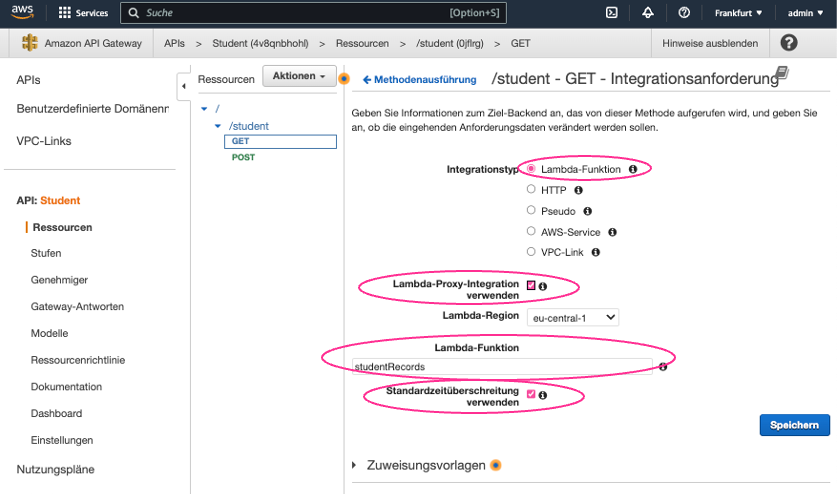 aws
Services
Suche
[Option+S]
Frankfurt
admin
Amazon API Gateway
APIs > Student (4v8qnbhohl) > Ressourcen > /student (0jflrg) > GET
Hinweise ausblenden
APIs
Benutzerdefinierte Domänenn
VPC-Links
API: Student
Ressourcen
Stufen
Genehmiger
Gateway-Antworten
Modelle
Ressourcenrichtlinie
Dokumentation
Dashboard
Einstellungen
Nutzungspläne
Ressourcen
Aktionen
/
/student
GET
POST
Methodenausführung
/student - GET - Integrationsanforderung
Geben Sie Informationen zum Ziel-Backend an, das von dieser Methode aufgerufen wird, und geben Sie
an, ob die eingehenden Anforderungsdaten verändert werden sollen.
Integrationstyp
Lambda-Funktion
HTTP
Pseudo
AWS-Service
VPC-Link
Lambda-Proxy-Integration
verwenden
Lambda-Region
eu-central-1
Lambda-Funktion
studentRecords
Standardzeitüberschreitung
verwenden
Speichern
Zuweisungsvorlagen